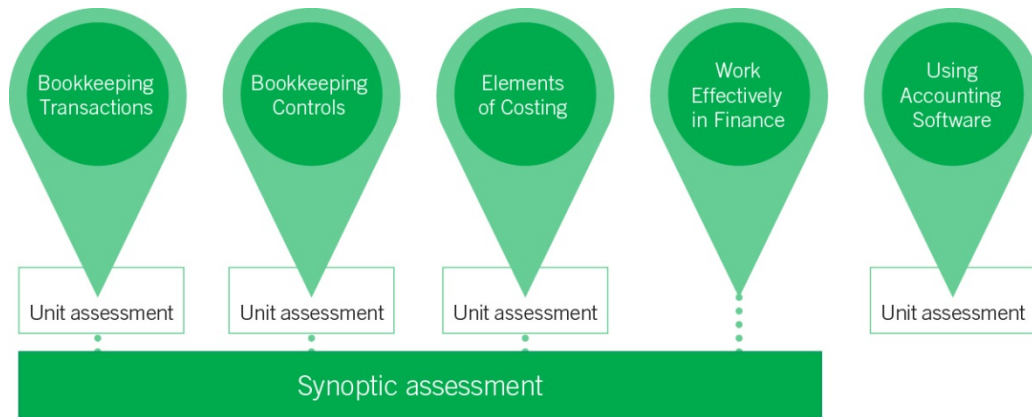 Bookkeeping
Transactions
Bookkeeping
Controls
Elements
of Costing
Work
Effectively
in Finance
Using
Accounting
Software
Unit assessment
Unit assessment
Unit assessment
Unit assessment
Synoptic assessment